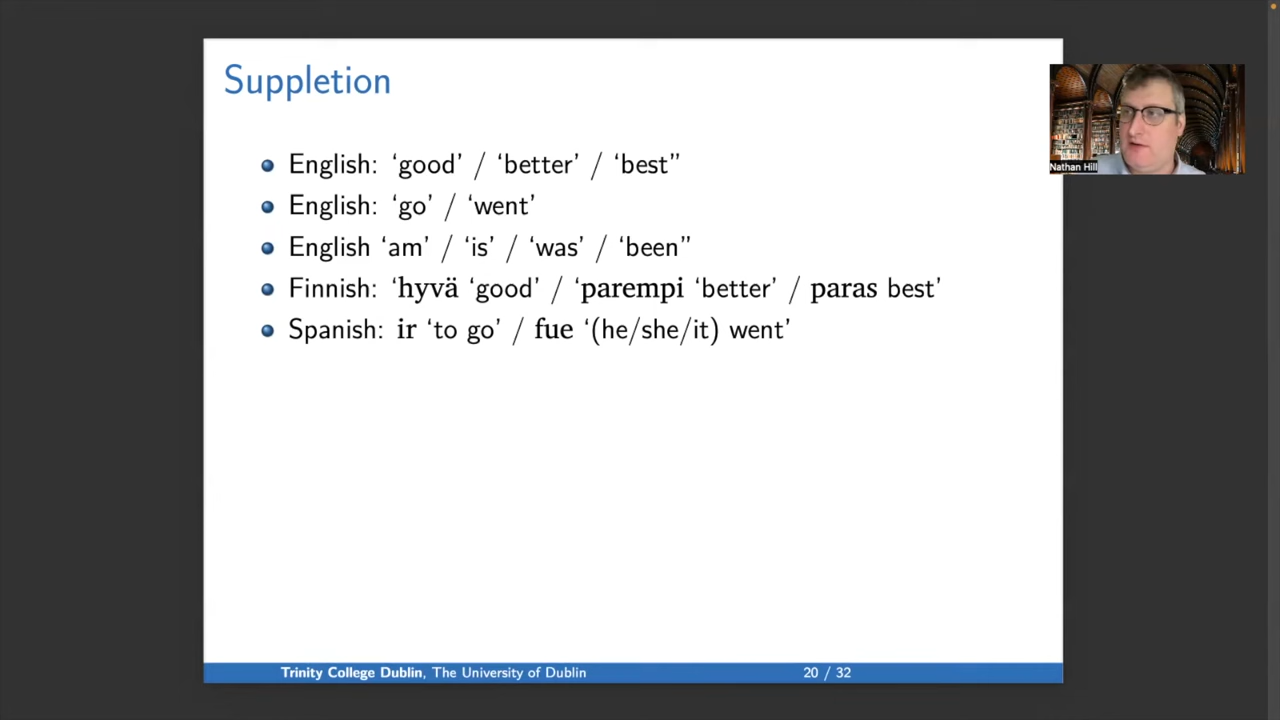 Suppletion
English: ‘good’ / ‘better’ / ‘best”
English: ‘go’ / ‘went’
English ‘am’ / ‘is’ / ‘was’ / ‘been”
Finnish: ‘hyvä ‘good’ / ‘parempi ‘better’ / paras best’
Spanish: ir ‘to go’ / fue ‘(he/she/it) went’
Nathan Hill
Trinity College Dublin, The University of Dublin 20 / 32